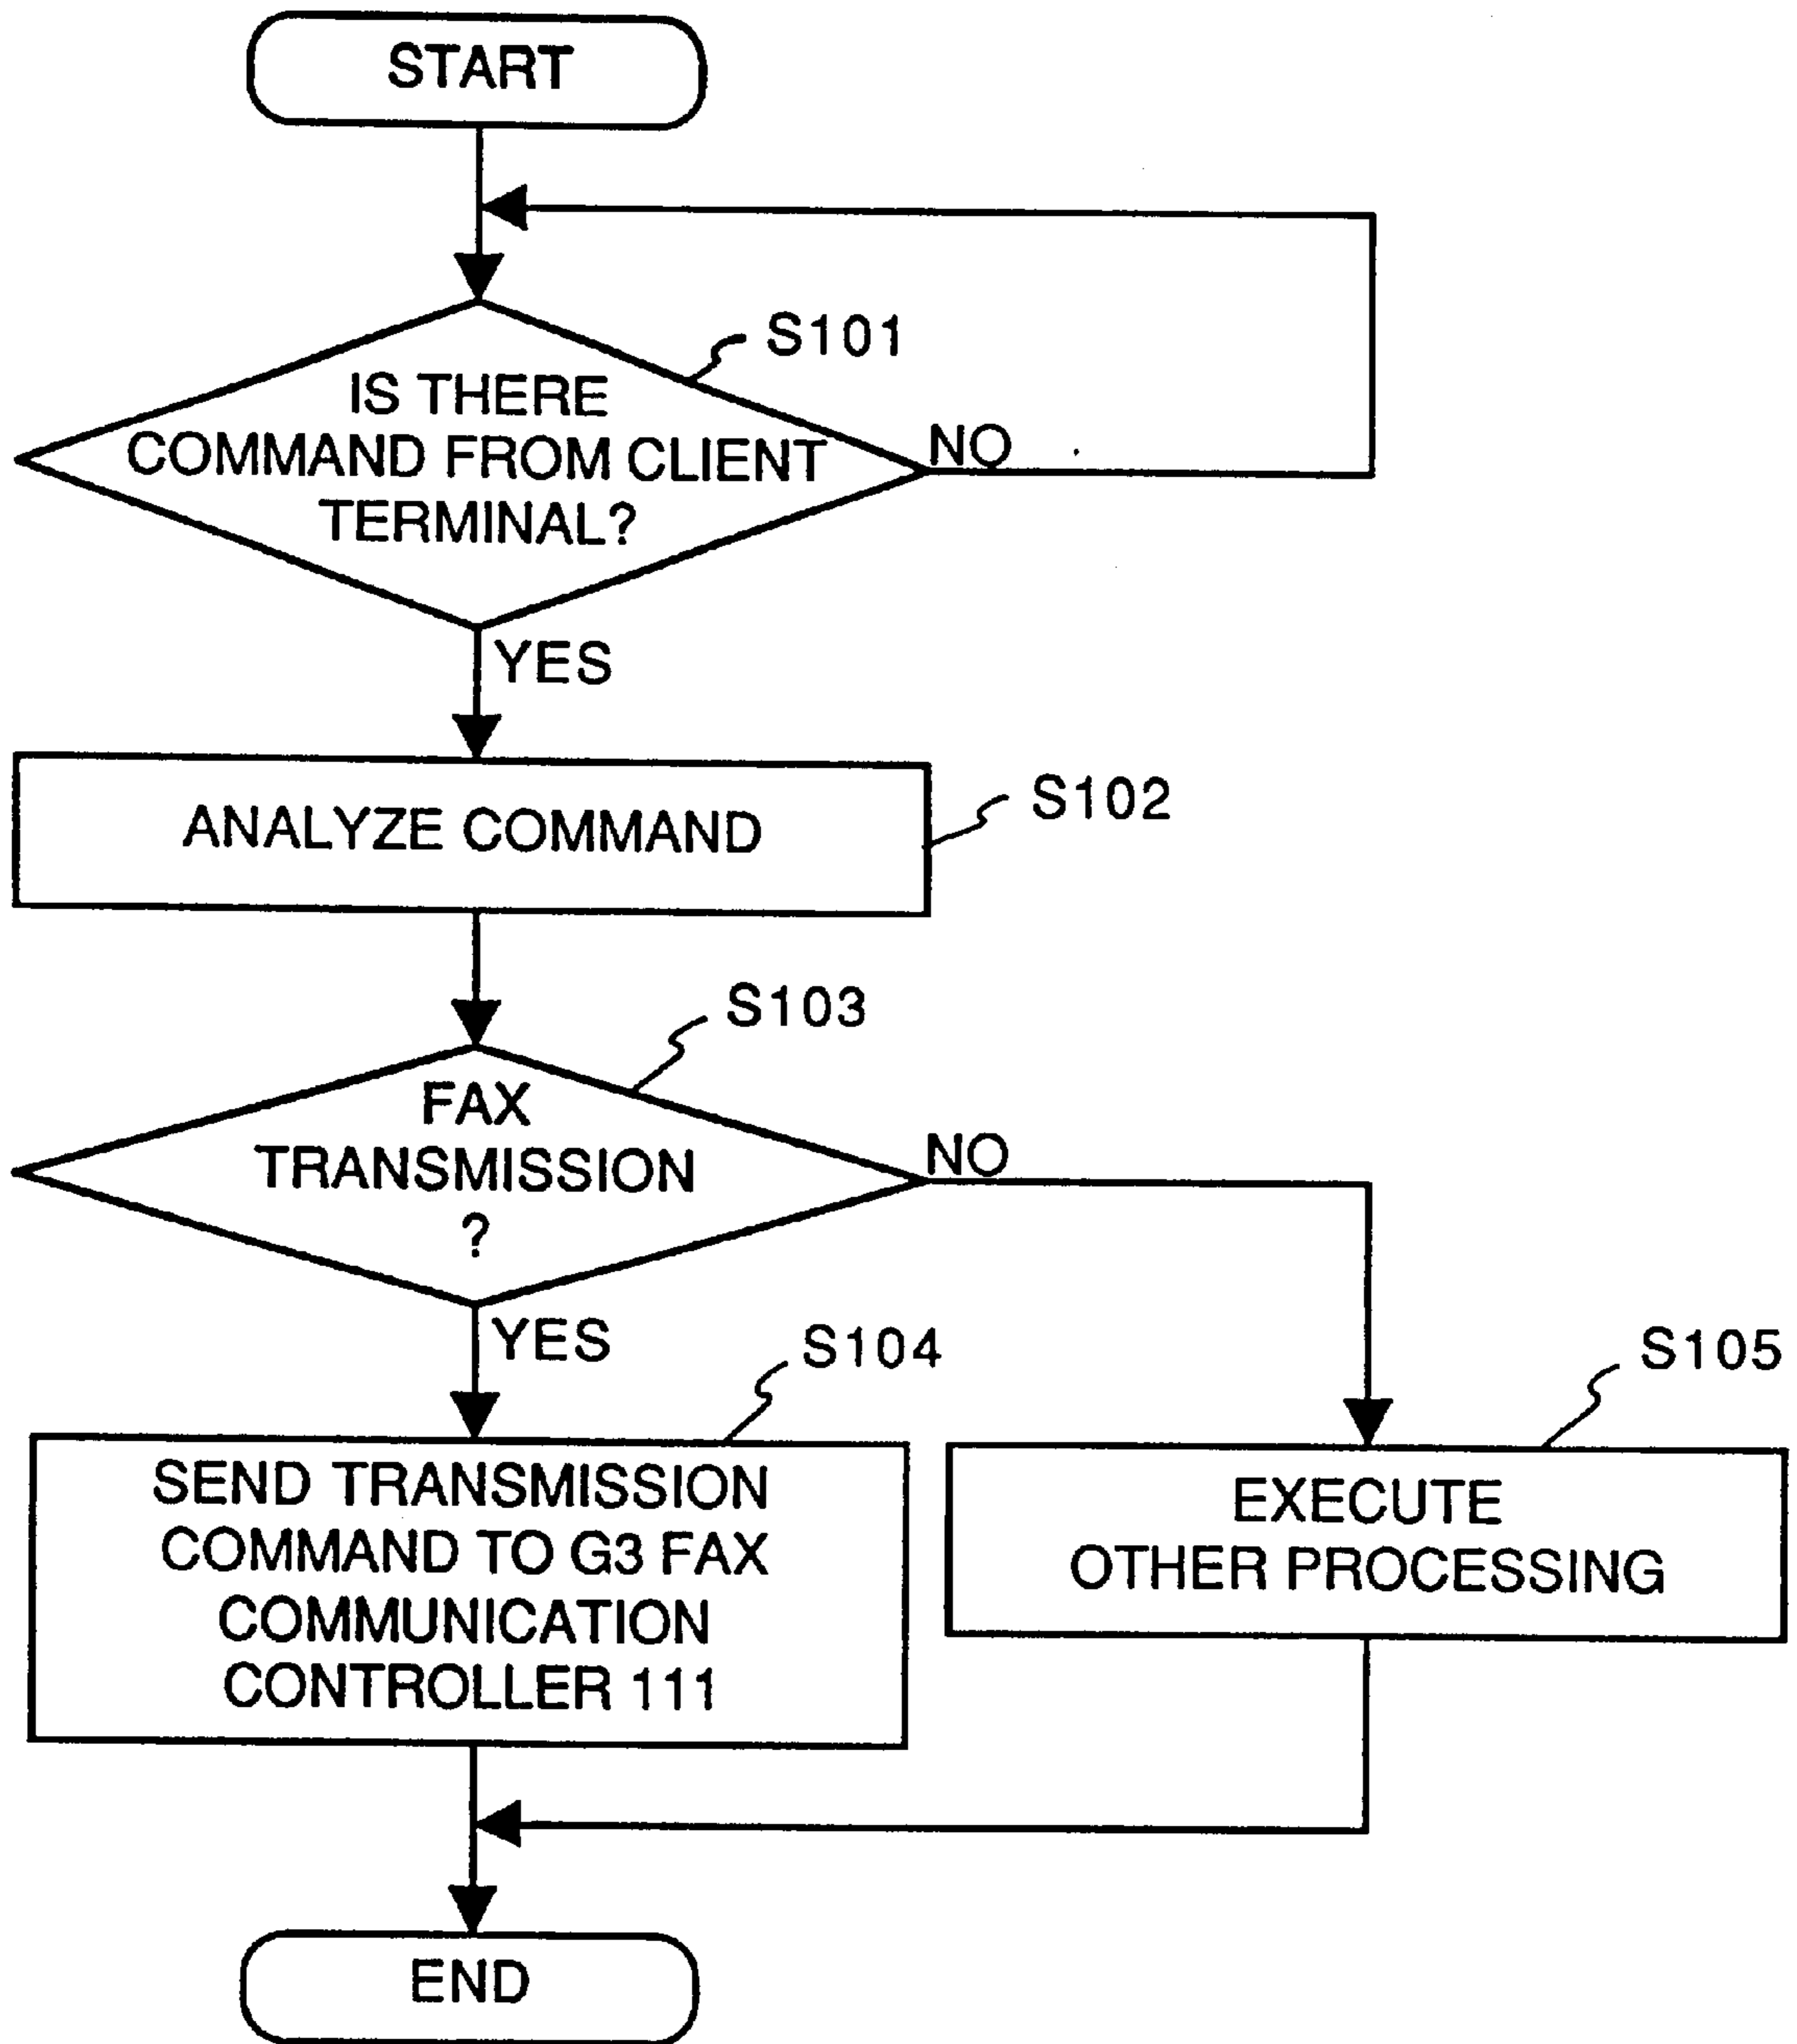 START
S101
IS THERE
COMMAND FROM CLIENT
TERMINAL?
NO
YES
ANALYZE COMMAND
S102
S103
FAX
TRANSMISSION
?
NO
YES
S104
S105
SEND TRANSMISSION
COMMAND TO G3 FAX
COMMUNICATION
CONTROLLER 111
EXECUTE
OTHER PROCESSING
END